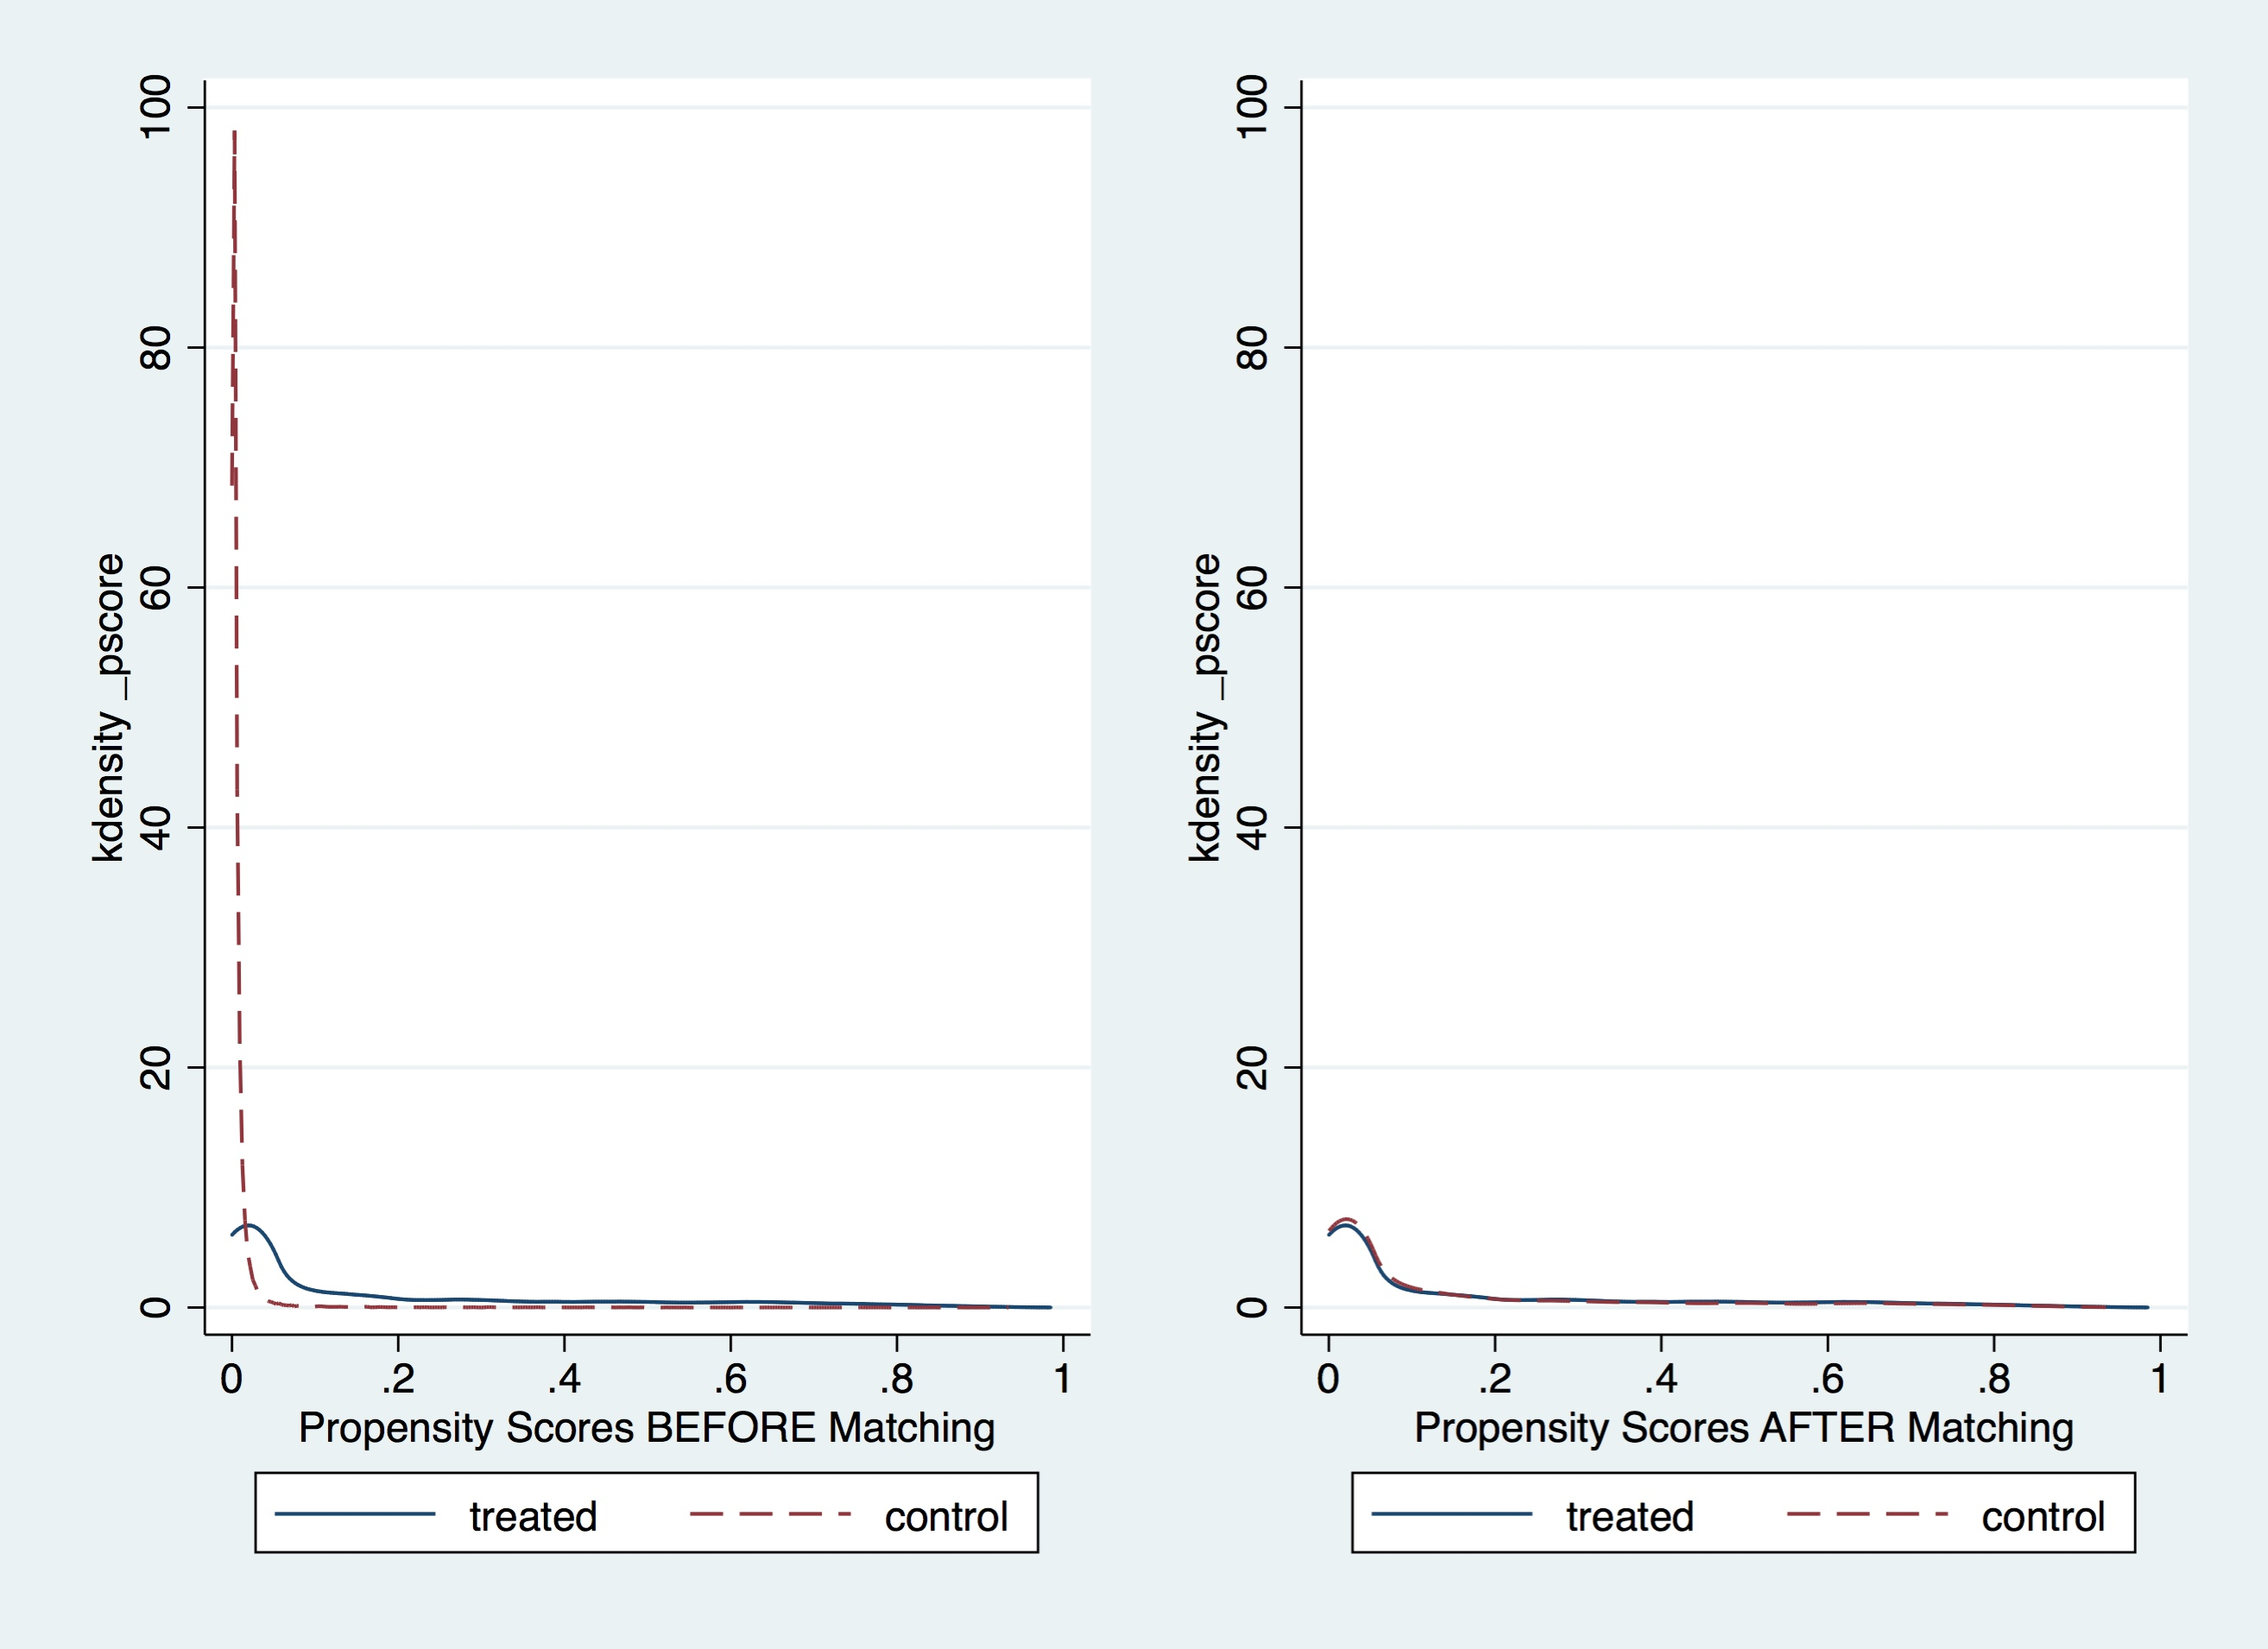 kdensity _pscore
100
80
60
40
20
0
0 .2 .4 .6 .8 1
Propensity Scores BEFORE Matching
treated control
kdensity _pscore
100
80
60
40
20
0
0 .2 .4 .6 .8 1
Propensity Scores AFTER Matching
treated control